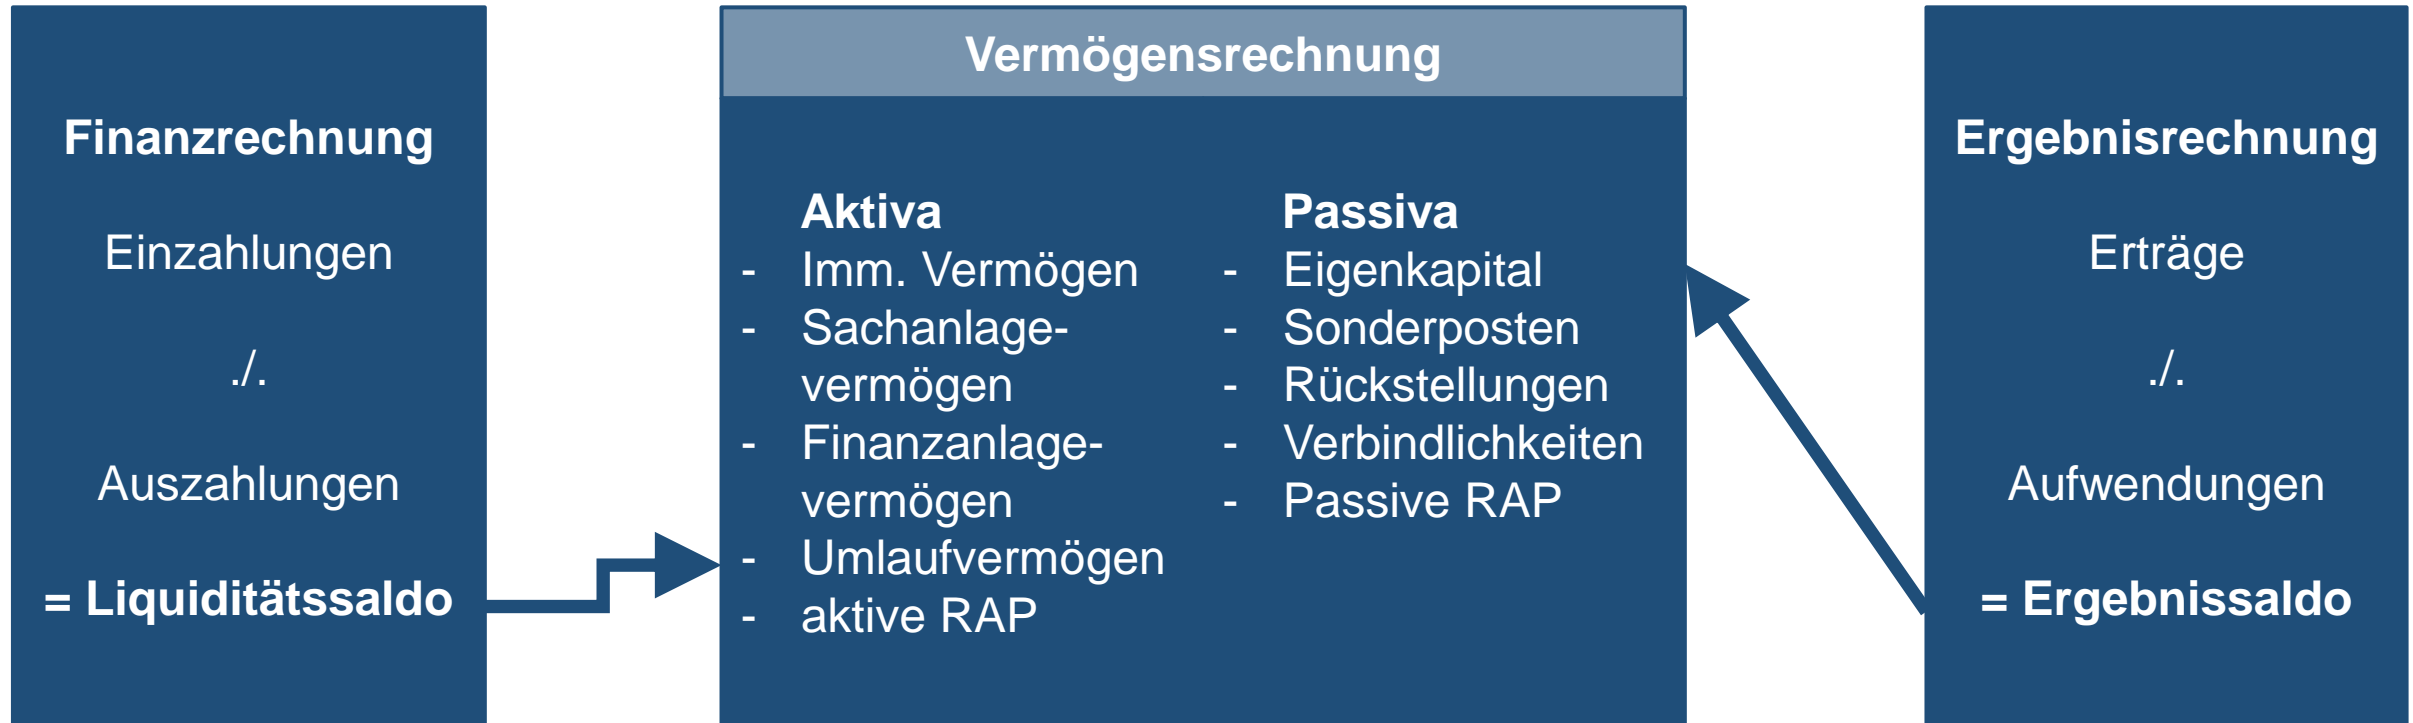 Finanzrechnung
Einzahlungen
./.
Auszahlungen
= Liquiditätssaldo
Vermögensrechnung
Aktiva
- Imm. Vermögen
- Sachanlage-
vermögen
- Finanzanlage-
vermögen
- Umlaufvermögen
- aktive RAP
Passiva
- Eigenkapital
- Sonderposten
- Rückstellungen
- Verbindlichkeiten
- Passive RAP
Ergebnisrechnung
Erträge
./.
Aufwendungen
= Ergebnissaldo